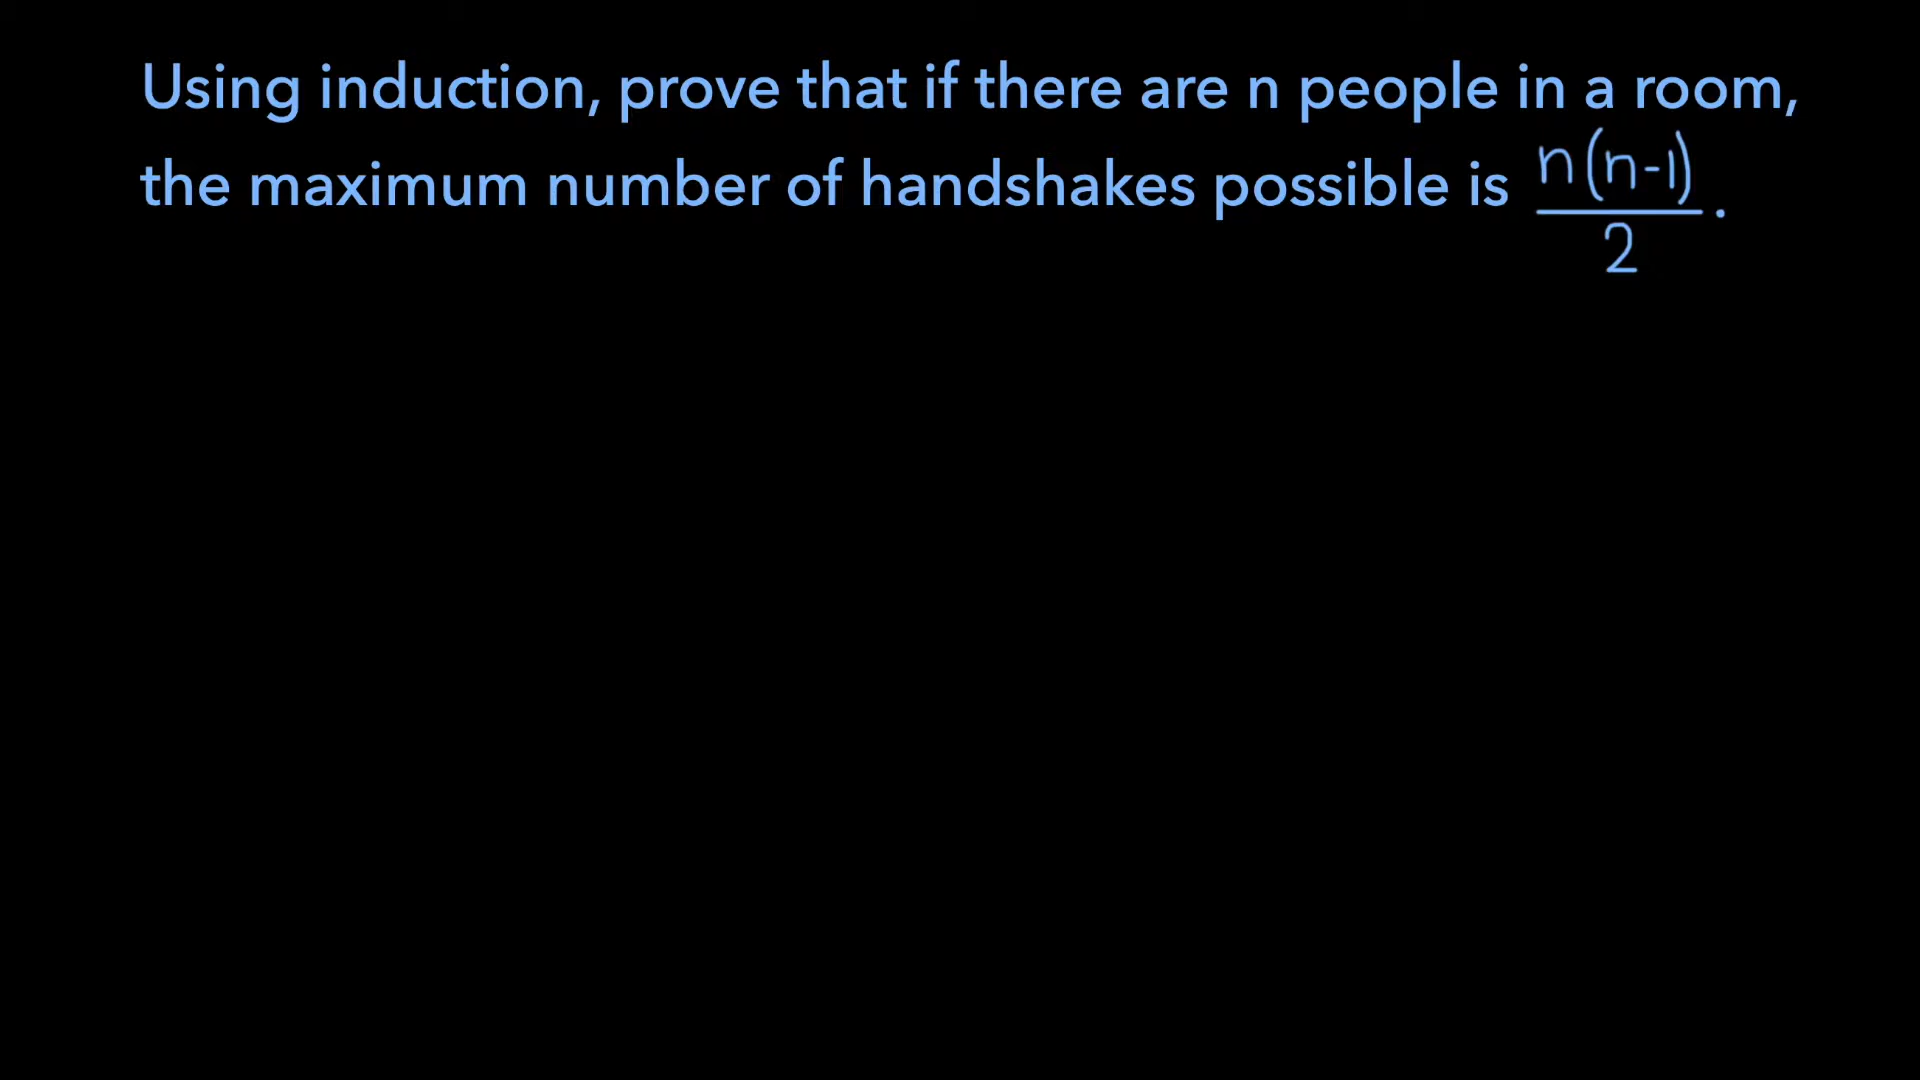 Using induction, prove that if there are n people in a room,
the maximum number of handshakes possible is n(n-1)/2.